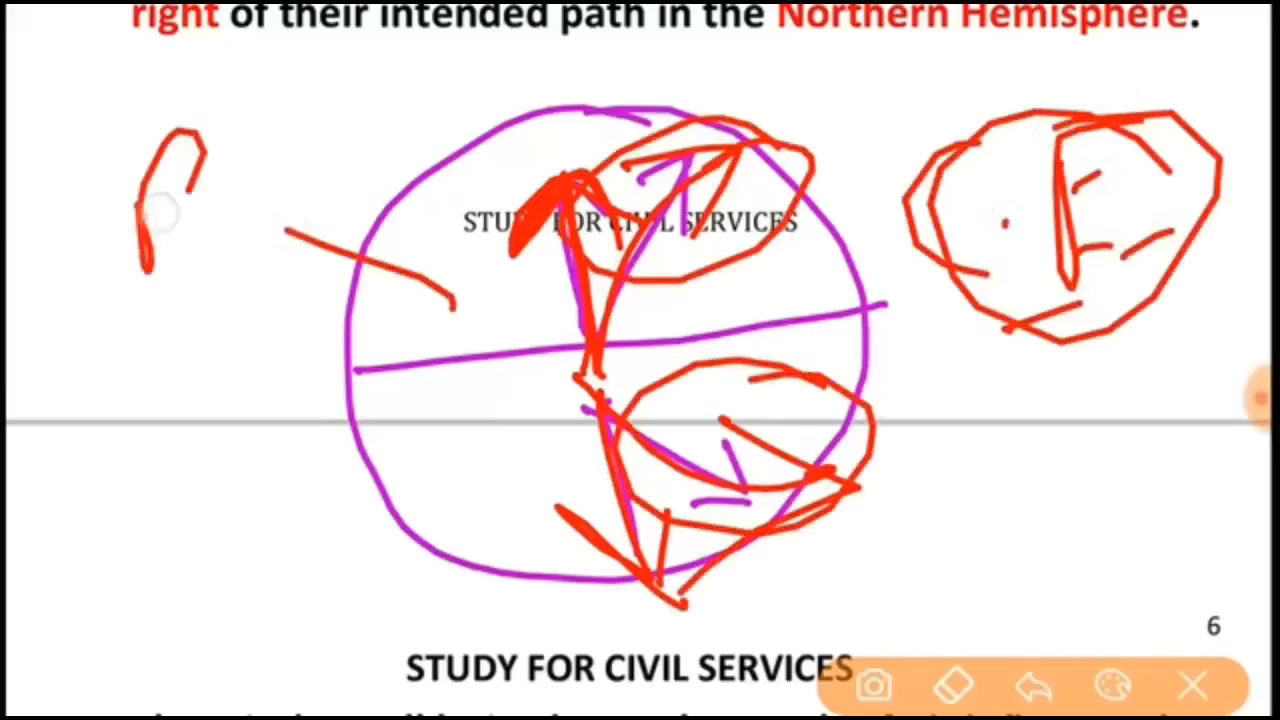 right of their intended path in the Northern Hemisphere.
STUDY FOR CIVIL SERVICES
6
STUDY FOR CIVIL SERVICES